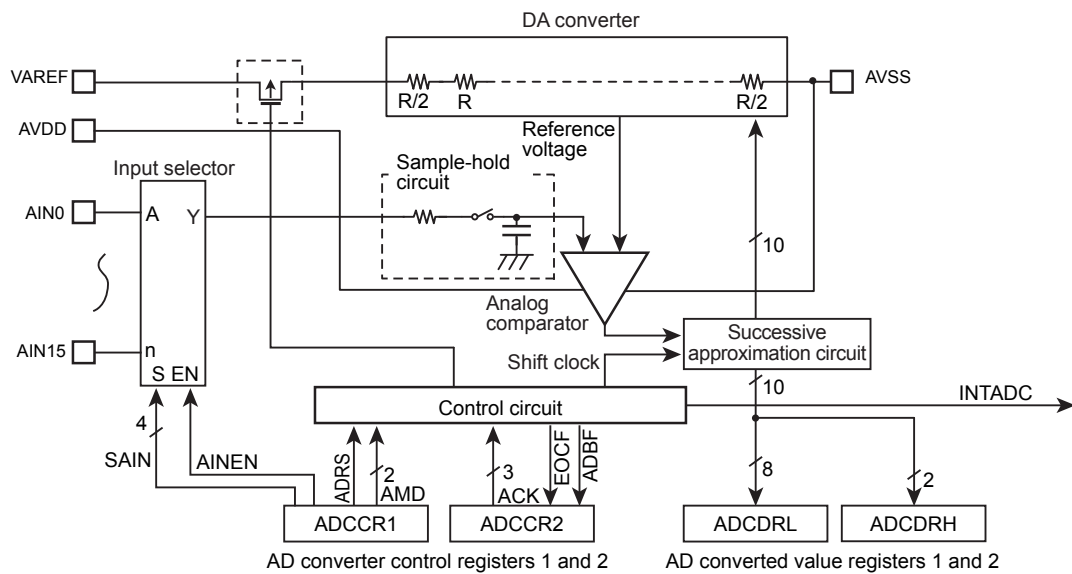 DA converter
VAREF
R/2
R
R/2
AVSS
AVDD
Reference
voltage
Sample-hold
circuit
Input selector
AIN0
A
Y
10
Analog
comparator
Successive
approximation circuit
AIN15
n
S EN
Shift clock
10
Control circuit
INTADC
4
SAIN
AINEN
ADRS
2
AMD
3
ACK
EOCF
ADBF
8
2
ADCCR1
ADCCR2
ADCDRL
ADCDRH
AD converter control registers 1 and 2
AD converted value registers 1 and 2